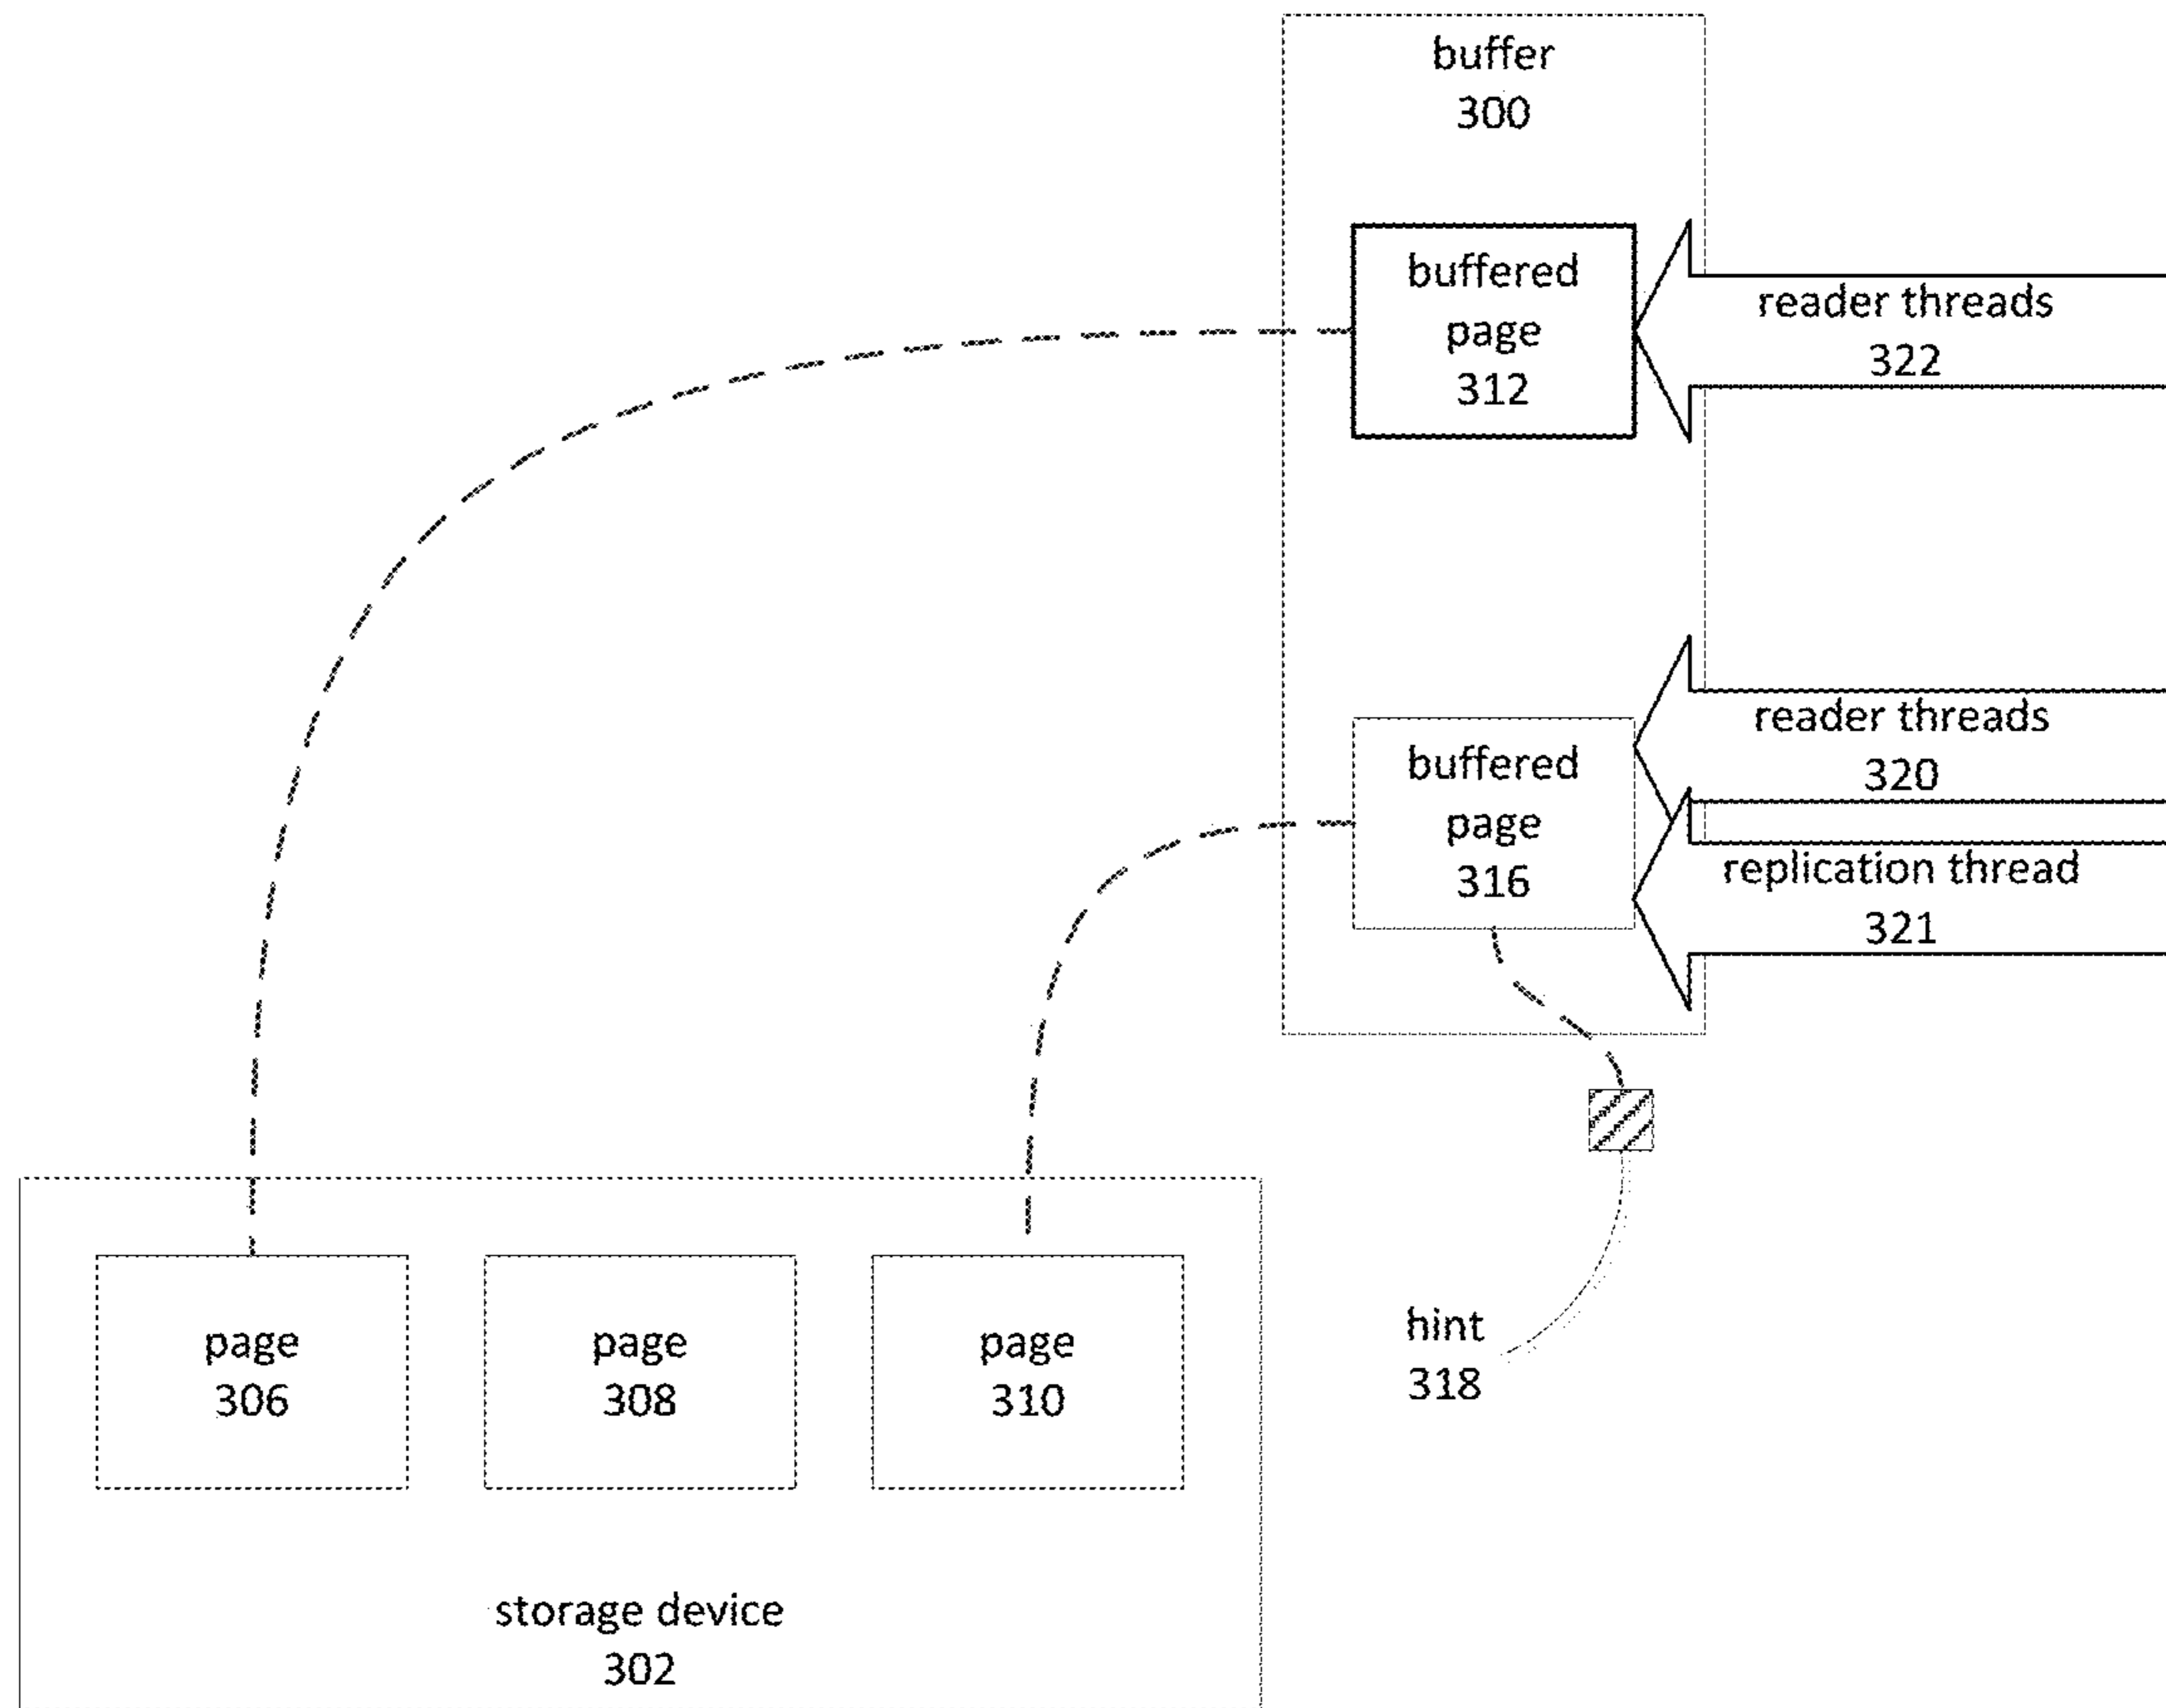 buffer
300
buffered
page
312
reader threads
322
buffered
page
316
reader threads
320
replication thread
321
page
306
page
308
page
310
hint
318
storage device
302